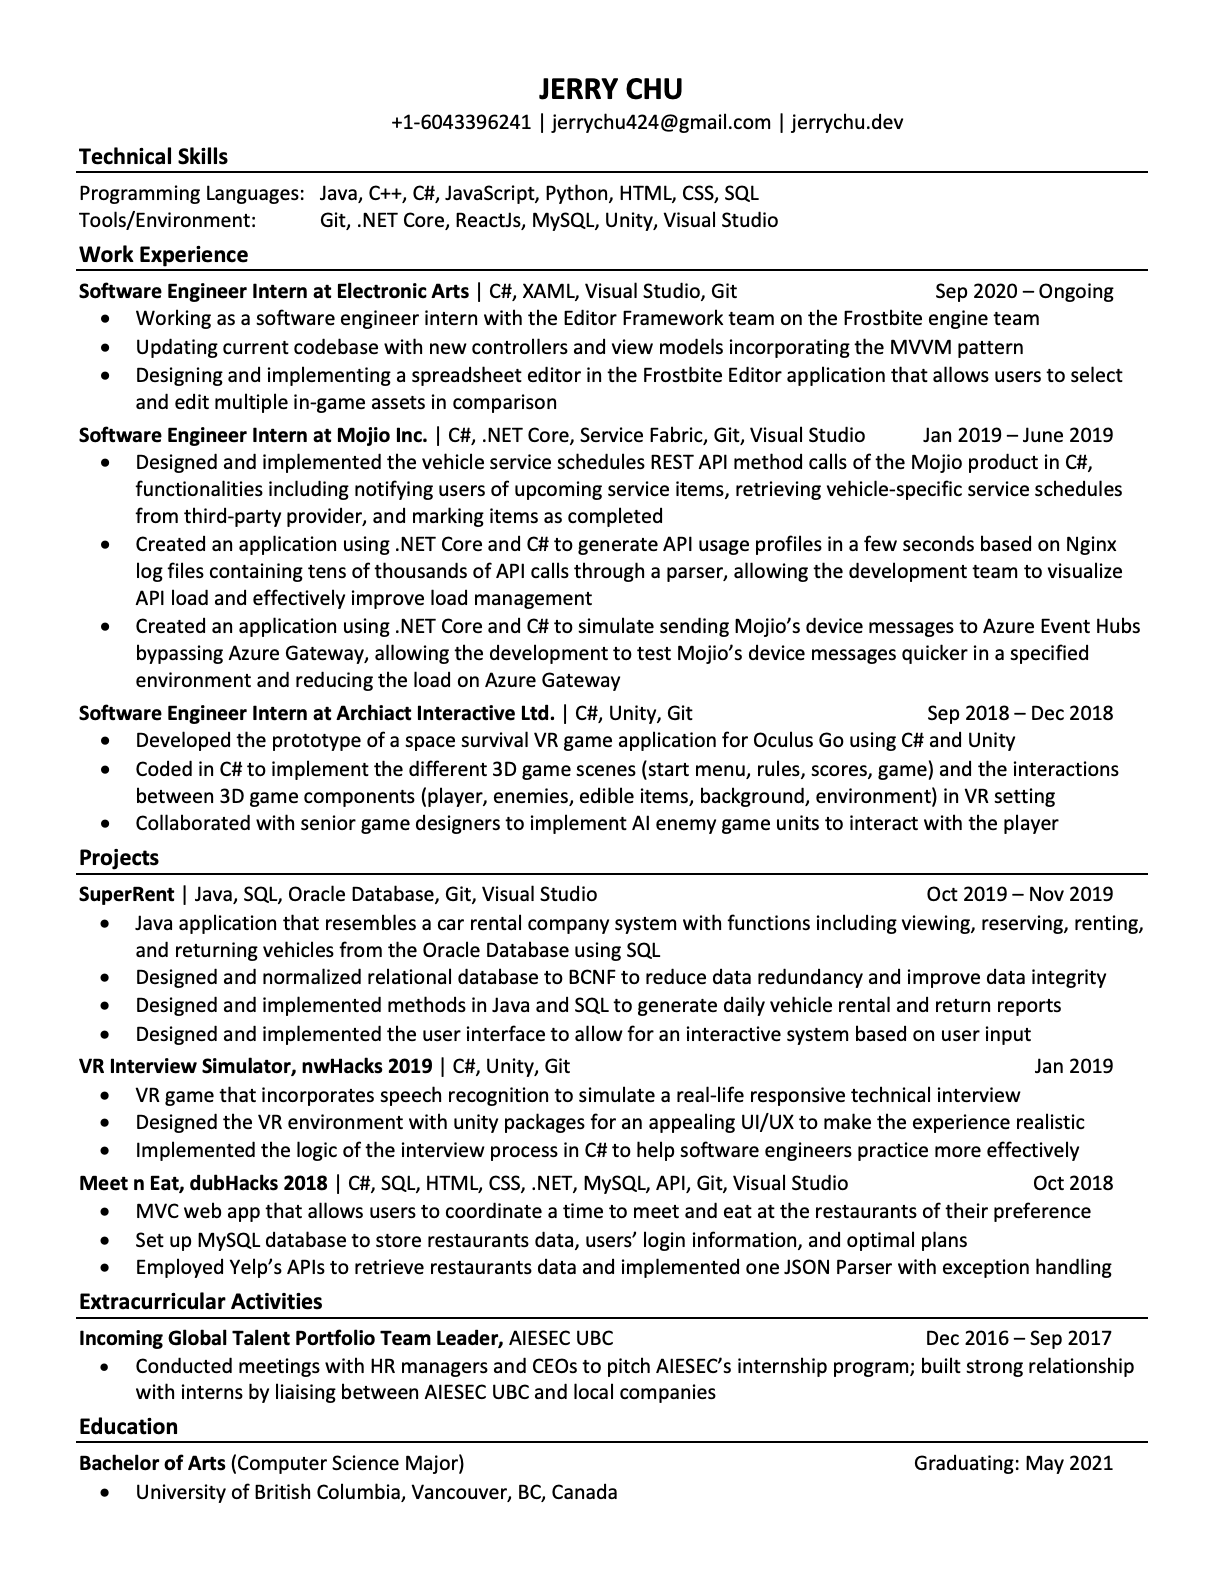 JERRY CHU
+1-6043396241 | jerrychu424@gmail.com | jerrychu.dev
Technical Skills
Programming Languages: Java, C++, C#, JavaScript, Python, HTML, CSS, SQL
Tools/Environment: Git, .NET Core, ReactJs, MySQL, Unity, Visual Studio
Work Experience
Software Engineer Intern at Electronic Arts | C#, XAML, Visual Studio, Git Sep 2020 – Ongoing
• Working as a software engineer intern with the Editor Framework team on the Frostbite engine team
• Updating current codebase with new controllers and view models incorporating the MVVM pattern
• Designing and implementing a spreadsheet editor in the Frostbite Editor application that allows users to select
and edit multiple in-game assets in comparison
Software Engineer Intern at Mojio Inc. | C#, .NET Core, Service Fabric, Git, Visual Studio Jan 2019 – June 2019
• Designed and implemented the vehicle service schedules REST API method calls of the Mojio product in C#,
functionalities including notifying users of upcoming service items, retrieving vehicle-specific service schedules
from third-party provider, and marking items as completed
• Created an application using .NET Core and C# to generate API usage profiles in a few seconds based on Nginx
log files containing tens of thousands of API calls through a parser, allowing the development team to visualize
API load and effectively improve load management
• Created an application using .NET Core and C# to simulate sending Mojio’s device messages to Azure Event Hubs
bypassing Azure Gateway, allowing the development to test Mojio’s device messages quicker in a specified
environment and reducing the load on Azure Gateway
Software Engineer Intern at Archiact Interactive Ltd. | C#, Unity, Git Sep 2018 – Dec 2018
• Developed the prototype of a space survival VR game application for Oculus Go using C# and Unity
• Coded in C# to implement the different 3D game scenes (start menu, rules, scores, game) and the interactions
between 3D game components (player, enemies, edible items, background, environment) in VR setting
• Collaborated with senior game designers to implement AI enemy game units to interact with the player
Projects
SuperRent | Java, SQL, Oracle Database, Git, Visual Studio Oct 2019 – Nov 2019
• Java application that resembles a car rental company system with functions including viewing, reserving, renting,
and returning vehicles from the Oracle Database using SQL
• Designed and normalized relational database to BCNF to reduce data redundancy and improve data integrity
• Designed and implemented methods in Java and SQL to generate daily vehicle rental and return reports
• Designed and implemented the user interface to allow for an interactive system based on user input
VR Interview Simulator, nwHacks 2019 | C#, Unity, Git Jan 2019
• VR game that incorporates speech recognition to simulate a real-life responsive technical interview
• Designed the VR environment with unity packages for an appealing UI/UX to make the experience realistic
• Implemented the logic of the interview process in C# to help software engineers practice more effectively
Meet n Eat, dubHacks 2018 | C#, SQL, HTML, CSS, .NET, MySQL, API, Git, Visual Studio Oct 2018
• MVC web app that allows users to coordinate a time to meet and eat at the restaurants of their preference
• Set up MySQL database to store restaurants data, users’ login information, and optimal plans
• Employed Yelp’s APIs to retrieve restaurants data and implemented one JSON Parser with exception handling
Extracurricular Activities
Incoming Global Talent Portfolio Team Leader, AIESEC UBC Dec 2016 – Sep 2017
• Conducted meetings with HR managers and CEOs to pitch AIESEC’s internship program; built strong relationship
with interns by liaising between AIESEC UBC and local companies
Education
Bachelor of Arts (Computer Science Major) Graduating: May 2021
• University of British Columbia, Vancouver, BC, Canada